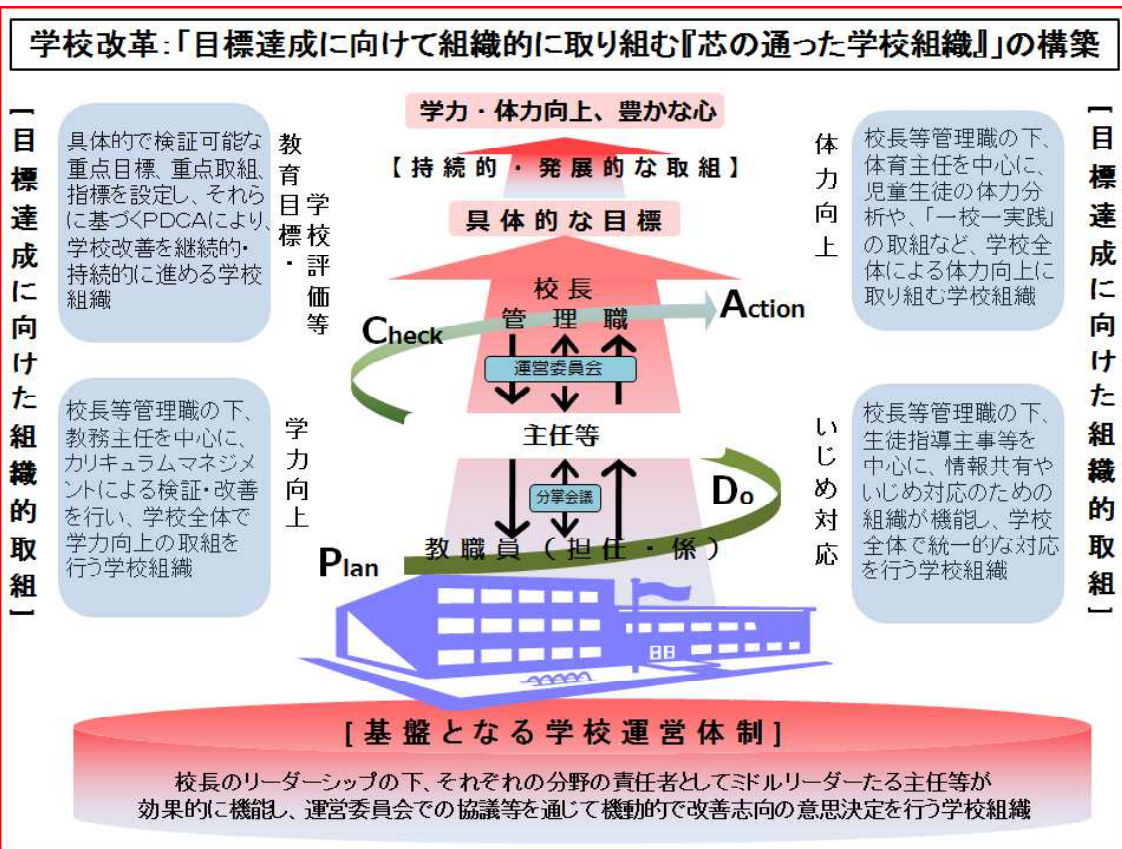 学校改革:「目標達成に向けて組織的に取り組む『芯の通った学校組織』」の構築
[目標達成に向けた組織的取組]
具体的で検証可能な
重点目標、重点取組、
指標を設定し、それら
に基づくPDCAにより、
学校改善を継続的・
持続的に進める学校
組織
教育目標・
学校評価等
校長等管理職の下、
教務主任を中心に、
カリキュラムマネジメ
ントによる検証・改善
を行い、学校全体で
学力向上の取組を
行う学校組織
学力向上
学力・体力向上、豊かな心
【持続的・発展的な取組】
具体的な目標
校長
管理職
Check
Action
運営委員会
主任等
分掌会議
Do
教職員(担任・係)
Plan
体力向上
校長等管理職の下、
体育主任を中心に、
児童生徒の体力分
析や、「一校一実践」
の取組など、学校全
体による体力向上に
取り組む学校組織
いじめ対応
校長等管理職の下、
生徒指導主事等を
中心に、情報共有や
いじめ対応のための
組織が機能し、学校
全体で統一的な対応
を行う学校組織
[目標達成に向けた組織的取組]
[基盤となる学校運営体制]
校長のリーダーシップの下、それぞれの分野の責任者としてミドルリーダーたる主任等が
効果的に機能し、運営委員会での協議等を通じて機動的で改善志向の意思決定を行う学校組織